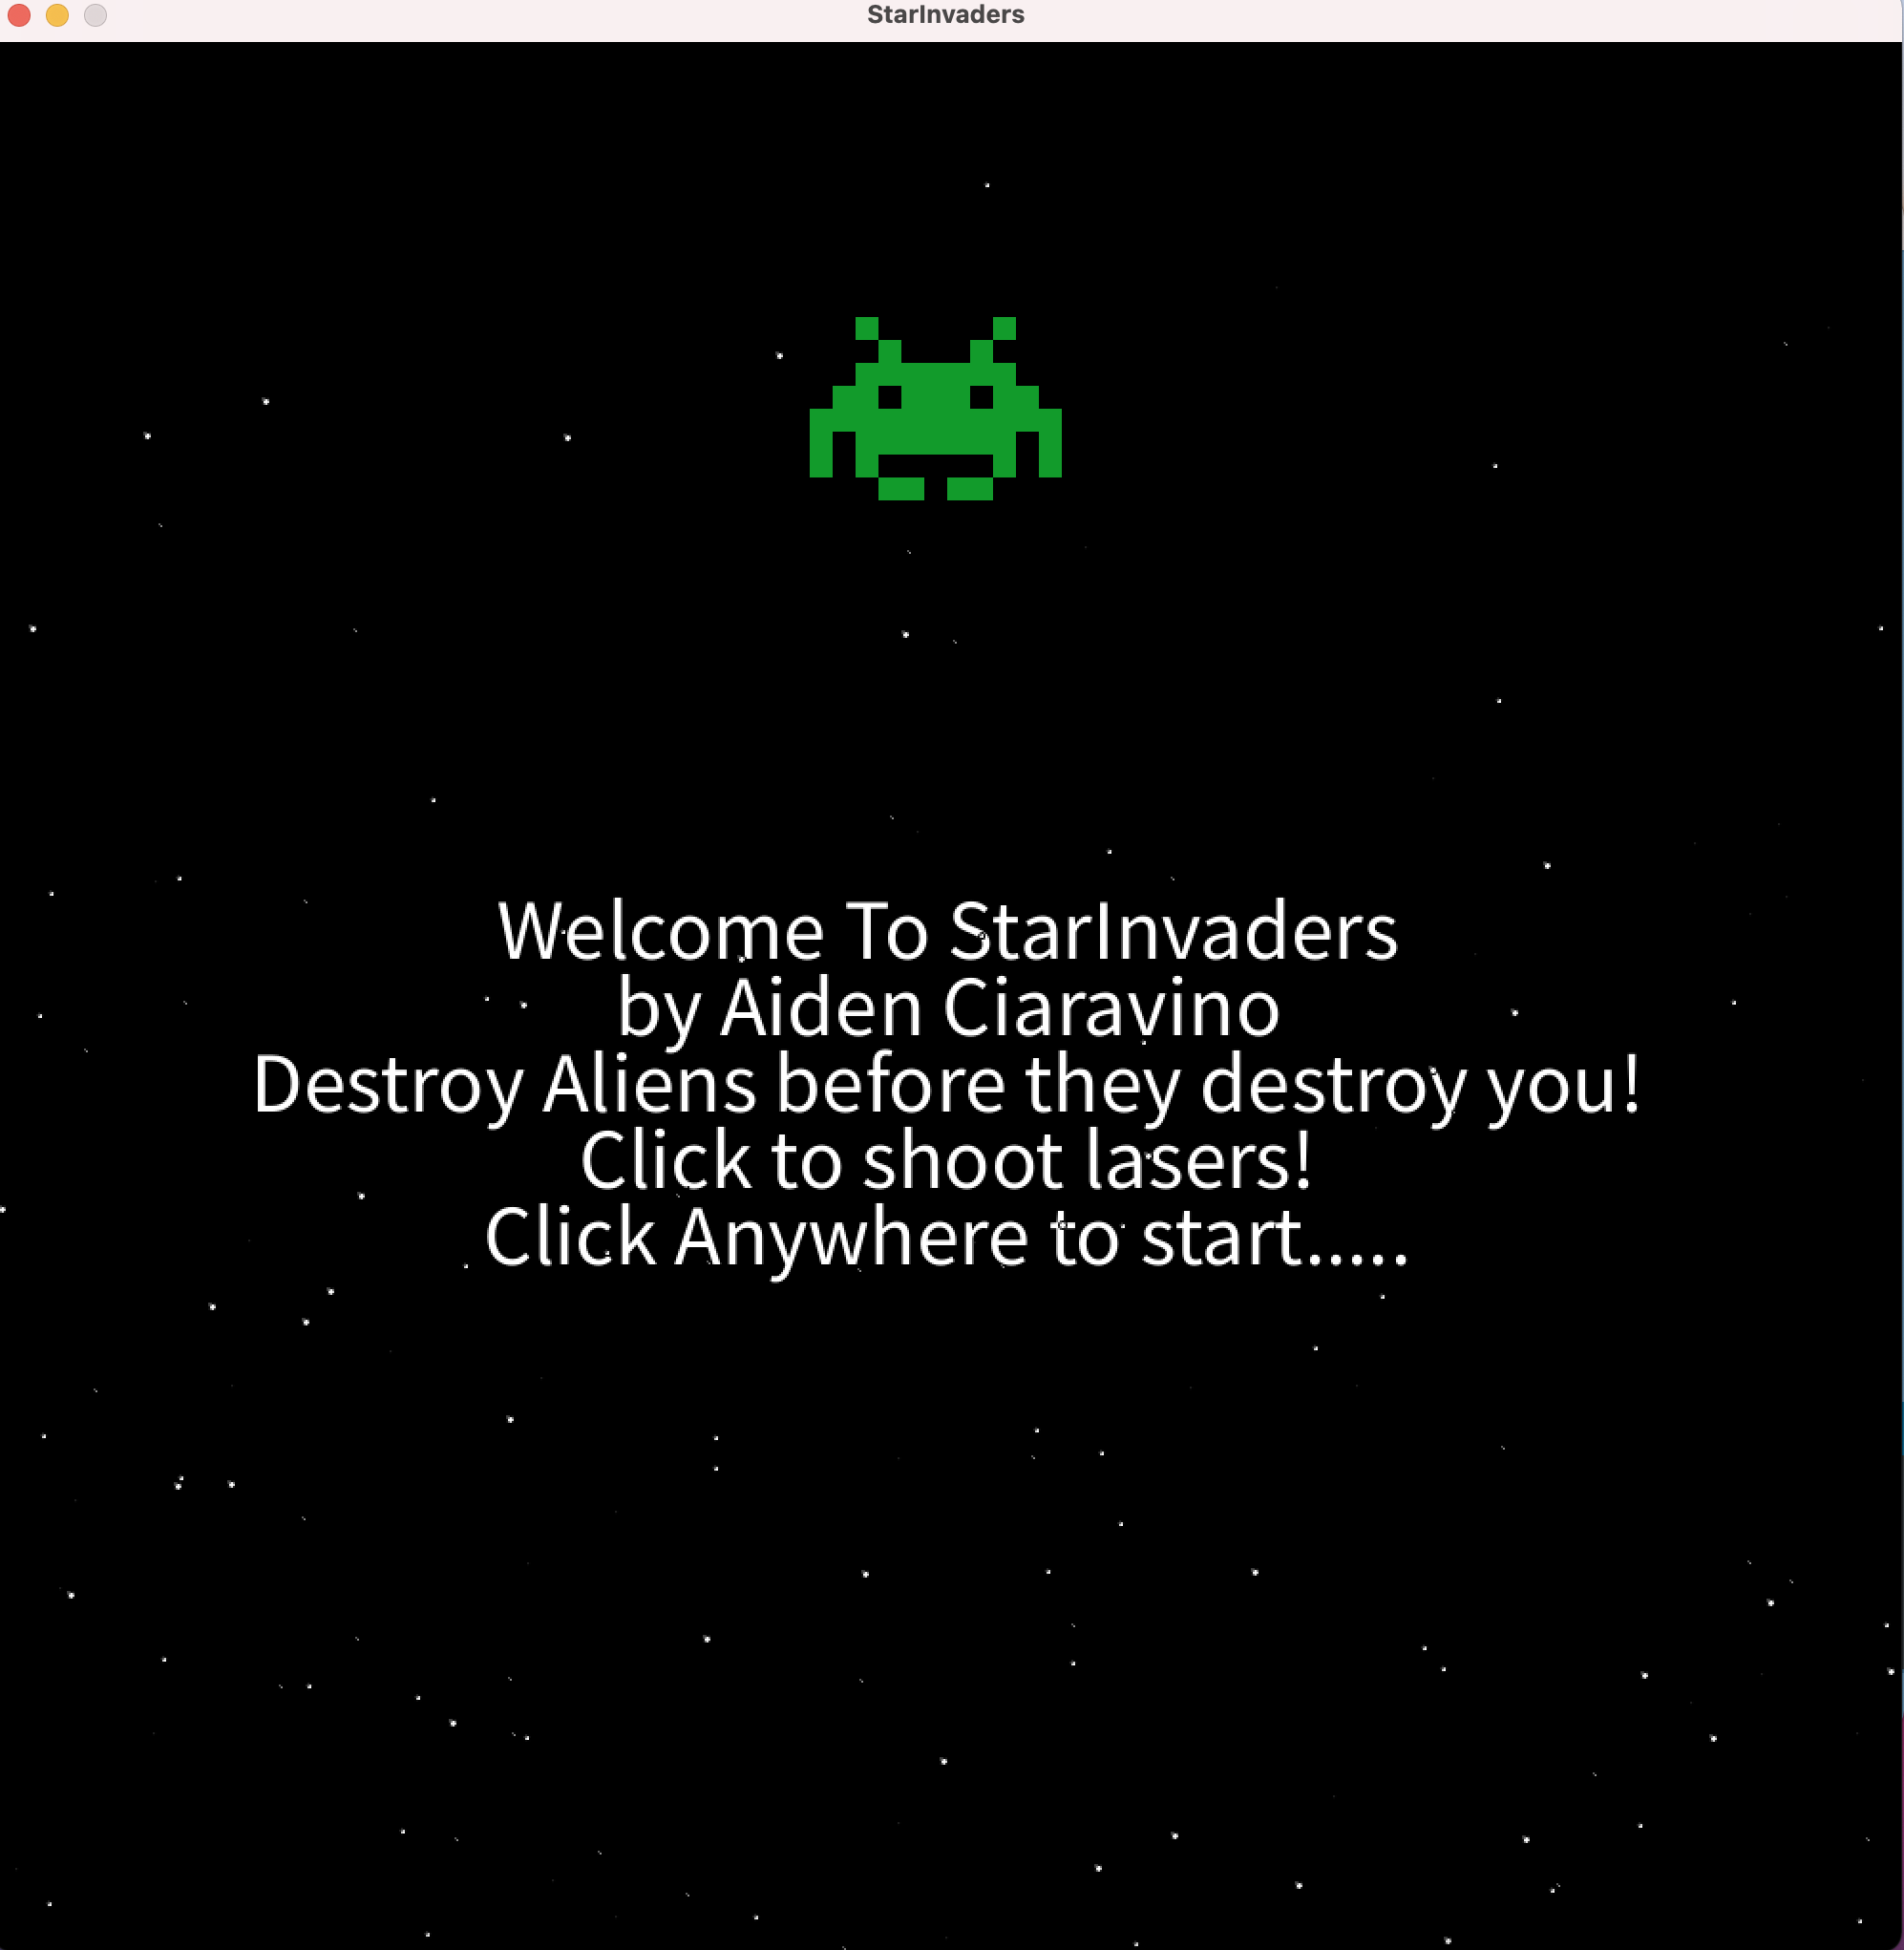 StarInvaders
Welcome To StarInvaders
by Aiden Ciaravino
Destroy Aliens before they destroy you!
Click to shoot lasers!
Click Anywhere to start.....